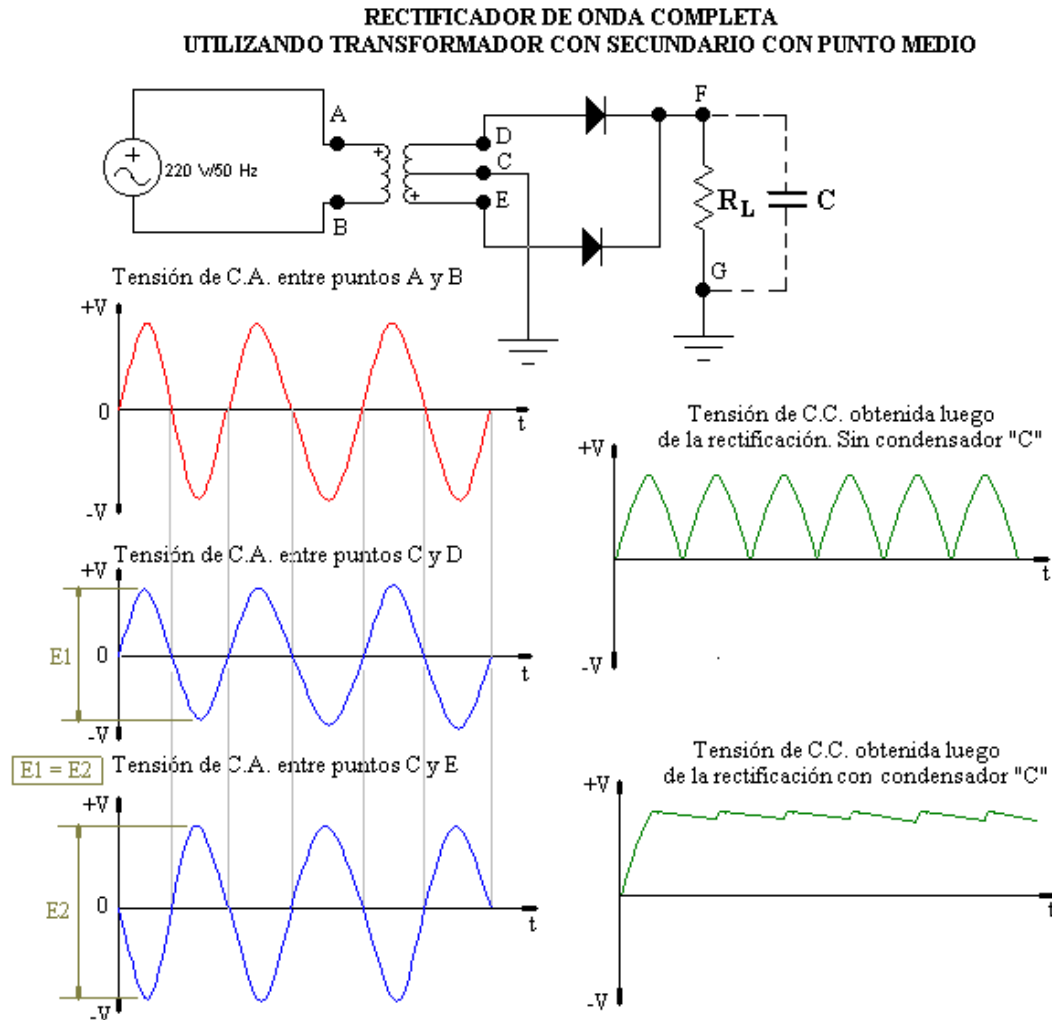 RECTIFICADOR DE ONDA COMPLETA
UTILIZANDO TRANSFORMADOR CON SECUNDARIO CON PUNTO MEDIO
A
B
220 V/50 Hz
+
+
+
D
C
E
F
RL
C
G
Tensión de C.A. entre puntos A y B
+V
0
t
-V
Tensión de C.A. entre puntos C y D
+V
E1
0
t
-V
E1 = E2
Tensión de C.A. entre puntos C y E
+V
E2
0
t
-V
Tensión de C.C. obtenida luego
de la rectificación. Sin condensador "C"
+V
t
-V
Tensión de C.C. obtenida luego
de la rectificación con condensador "C"
+V
t
-V